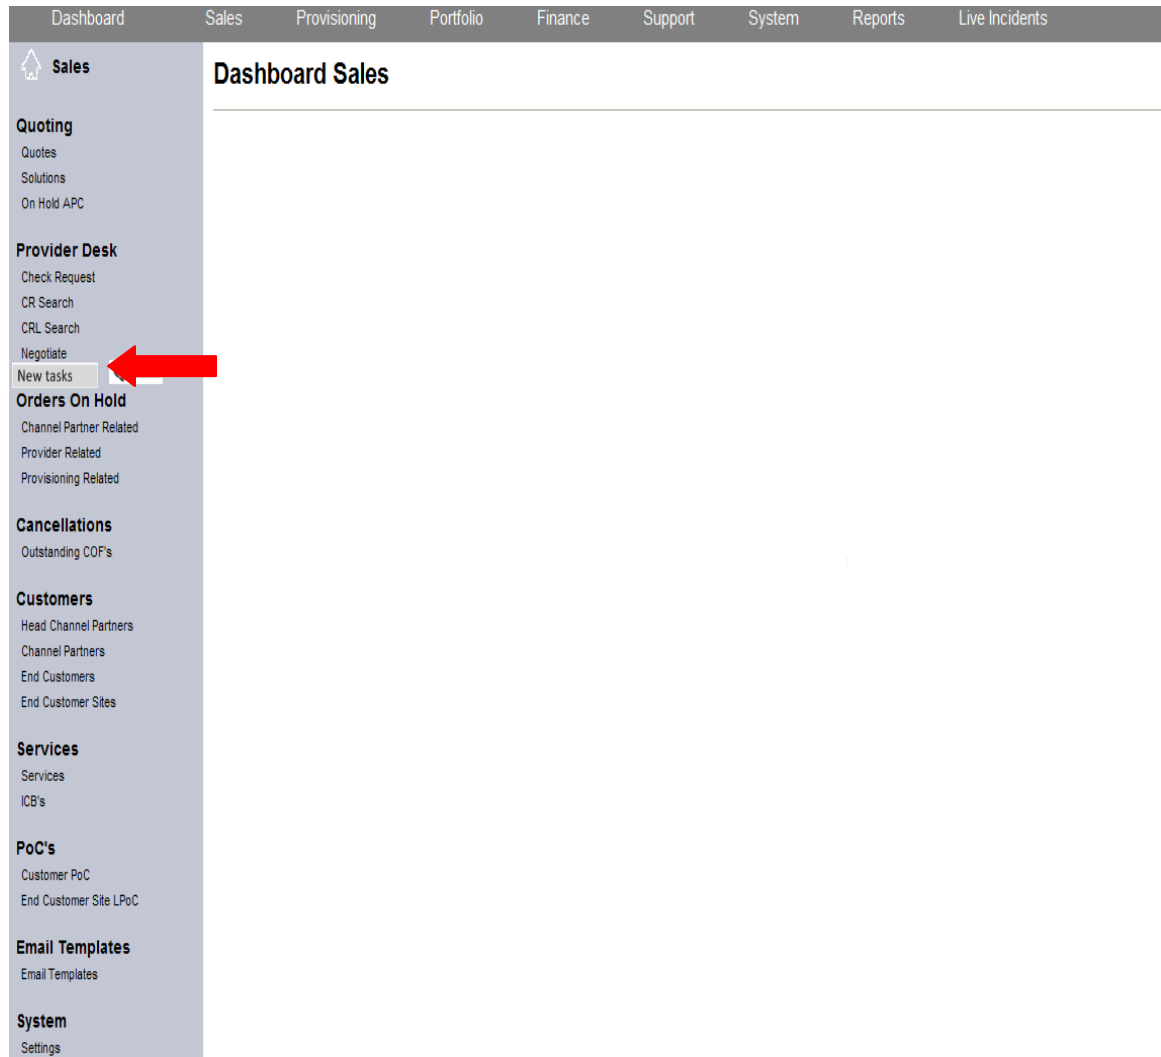 Dashboard Sales Provisioning Portfolio Finance Support System Reports Live Incidents
Sales
Dashboard Sales
Quoting
Quotes
Solutions
On Hold APC
Provider Desk
Check Request
CR Search
CRL Search
Negotiate
New tasks
Orders On Hold
Channel Partner Related
Provider Related
Provisioning Related
Cancellations
Outstanding COF's
Customers
Head Channel Partners
Channel Partners
End Customers
End Customer Sites
Services
Services
ICB's
PoC's
Customer PoC
End Customer Site LPoC
Email Templates
Email Templates
System
Settings